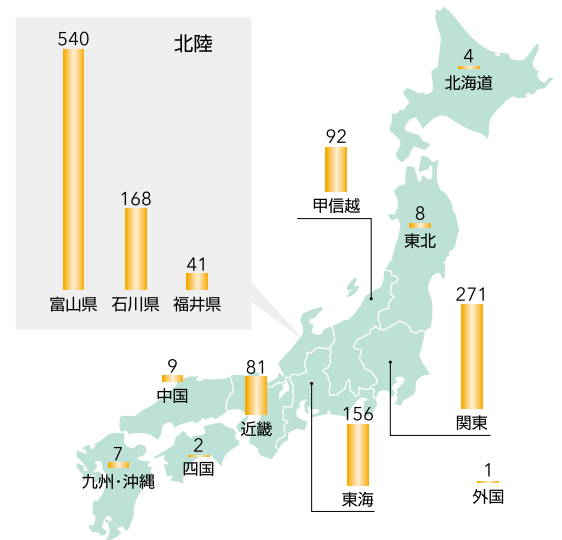 北陸
540
富山県
168
石川県
41
福井県
4
北海道
92
甲信越
8
東北
271
関東
9
中国
81
近畿
156
東海
2
四国
7
九州・沖縄
1
外国